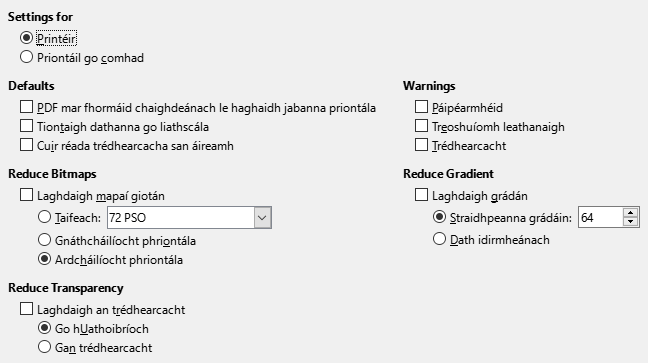 Settings for
Printéir
Priontáil go comhad
Defaults
PDF mar fhormáid chaighdeánach le haghaidh jabanna priontála
Tiontaigh dathanna go liathscála
Cuir réada trédhearcacha san áireamh
Warnings
Páipéarmhéid
Treoshuíomh leathanaigh
Trédhearcacht
Reduce Bitmaps
Laghdaigh mapaí giotán
Taifeach: 72 PSO
Gnáthcháilíocht phriontála
Ardcháilíocht phriontála
Reduce Gradient
Laghdaigh grádán
Straidhpeanna grádáin: 64
Dath idirmheánach
Reduce Transparency
Laghdaigh an trédhearcacht
Go hUathoibríoch
Gan trédhearcacht